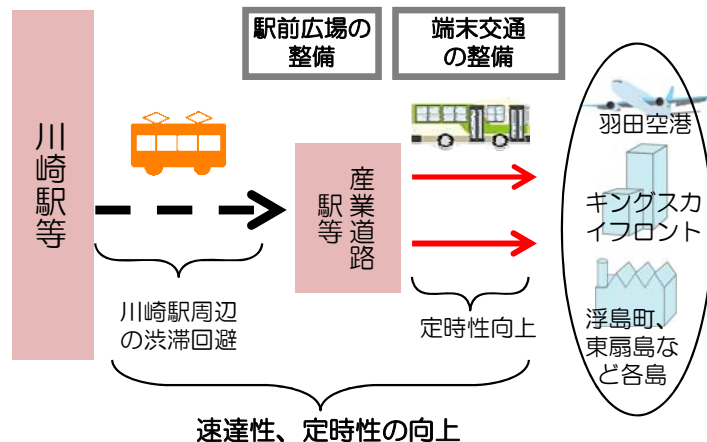 駅前広場の
整備
端末交通
の整備
川崎駅等
産業道路
駅等
羽田空港
キングスカ
イフロント
浮島町、
東扇島な
ど各島
川崎駅周辺
の渋滞回避
定時性向上
速達性、定時性の向上